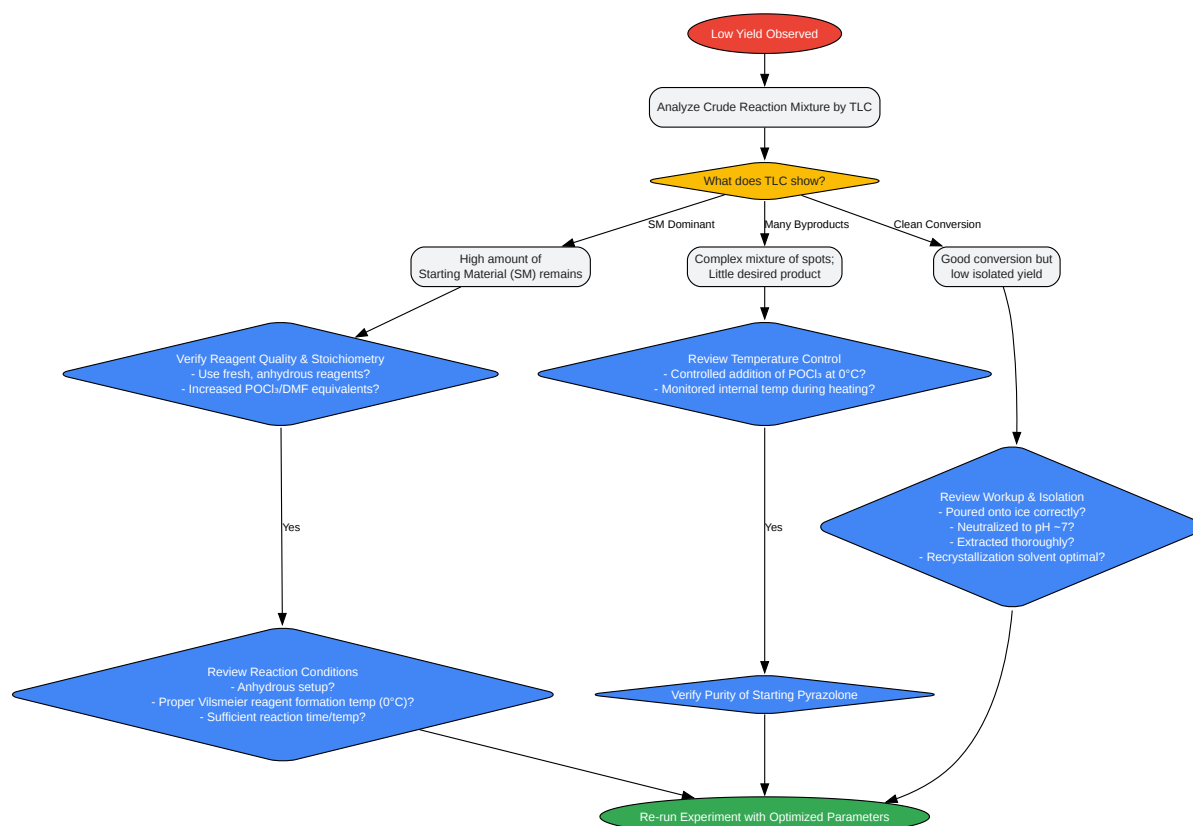 Low Yield Observed
Analyze Crude Reaction Mixture by TLC
What does TLC show?
SM Dominant
Many Byproducts
Clean Conversion
High amount of
Starting Material (SM) remains
Complex mixture of spots;
Little desired product
Good conversion but
low isolated yield
Verify Reagent Quality & Stoichiometry
- Use fresh, anhydrous reagents?
- Increased POCl₃/DMF equivalents?
Review Temperature Control
- Controlled addition of POCl₃ at 0°C?
- Monitored internal temp during heating?
Review Workup & Isolation
- Poured onto ice correctly?
- Neutralized to pH ~7?
- Extracted thoroughly?
- Recrystallization solvent optimal?
Yes
Yes
Review Reaction Conditions
- Anhydrous setup?
- Proper Vilsmeier reagent formation temp (0°C)?
- Sufficient reaction time/temp?
Verify Purity of Starting Pyrazolone
Re-run Experiment with Optimized Parameters